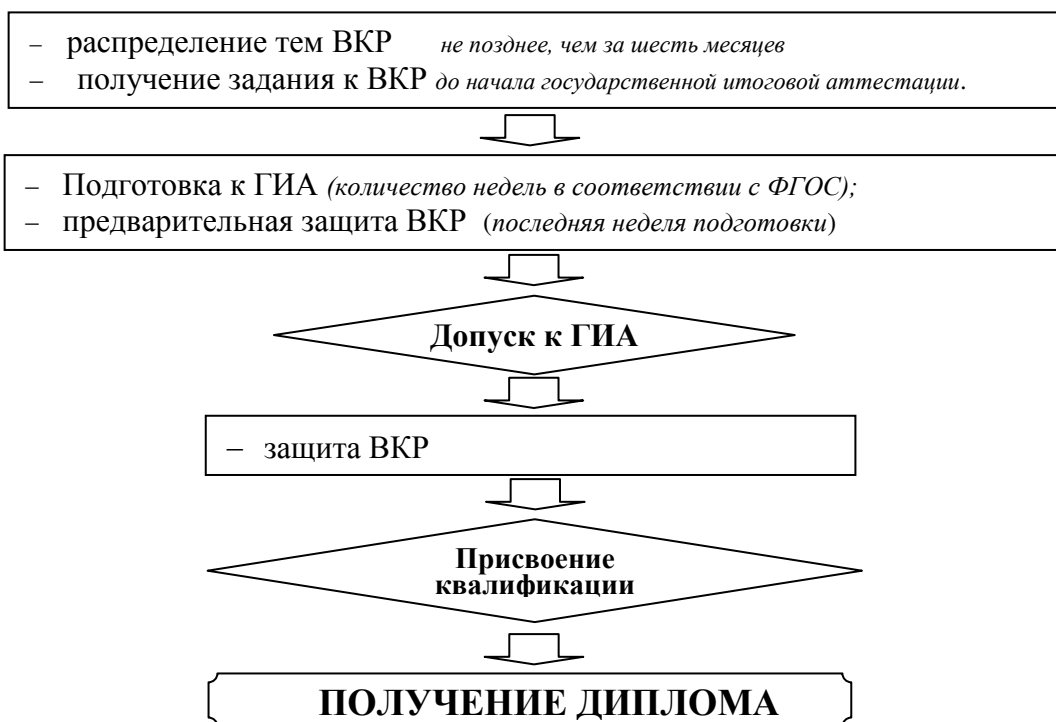 – распределение тем ВКР не позднее, чем за шесть месяцев
– получение задания к ВКР до начала государственной итоговой аттестации.
– Подготовка к ГИА (количество недель в соответствии с ФГОС);
– предварительная защита ВКР (последняя неделя подготовки)
Допуск к ГИА
– защита ВКР
Присвоение
квалификации
ПОЛУЧЕНИЕ ДИПЛОМА